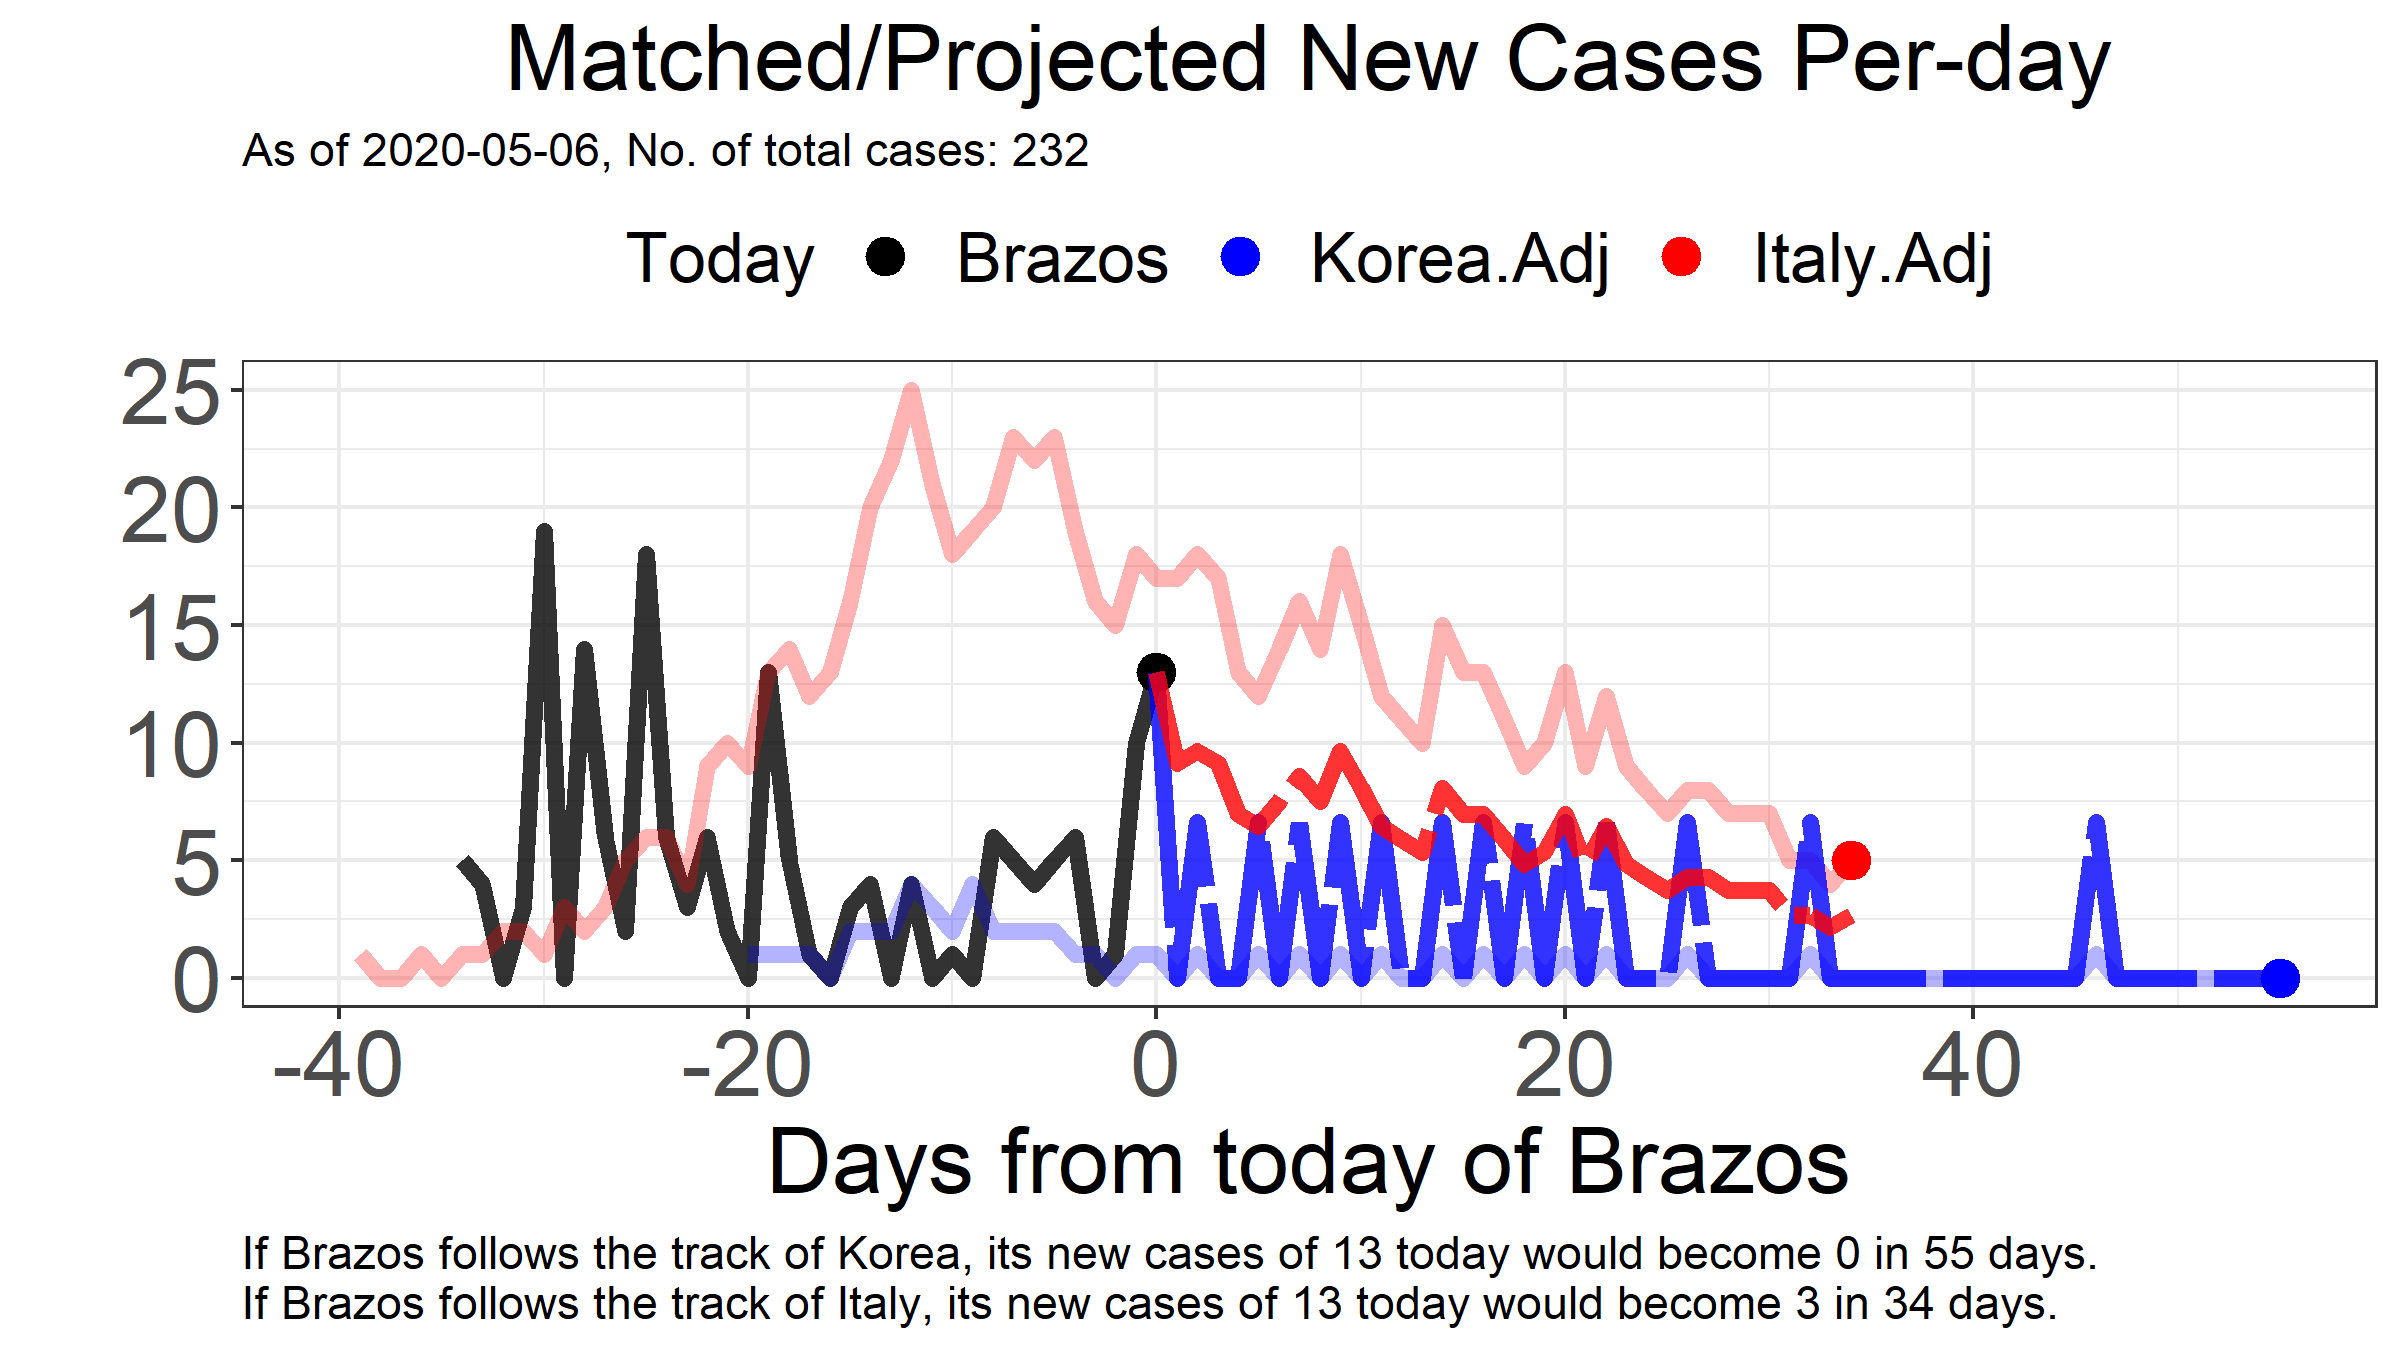 Matched/Projected New Cases Per-day
As of 2020-05-06, No. of total cases: 232
Today Brazos Korea.Adj Italy.Adj
25
20
15
10
5
0
-40 -20 0 20 40
Days from today of Brazos
If Brazos follows the track of Korea, its new cases of 13 today would become 0 in 55 days.
If Brazos follows the track of Italy, its new cases of 13 today would become 3 in 34 days.